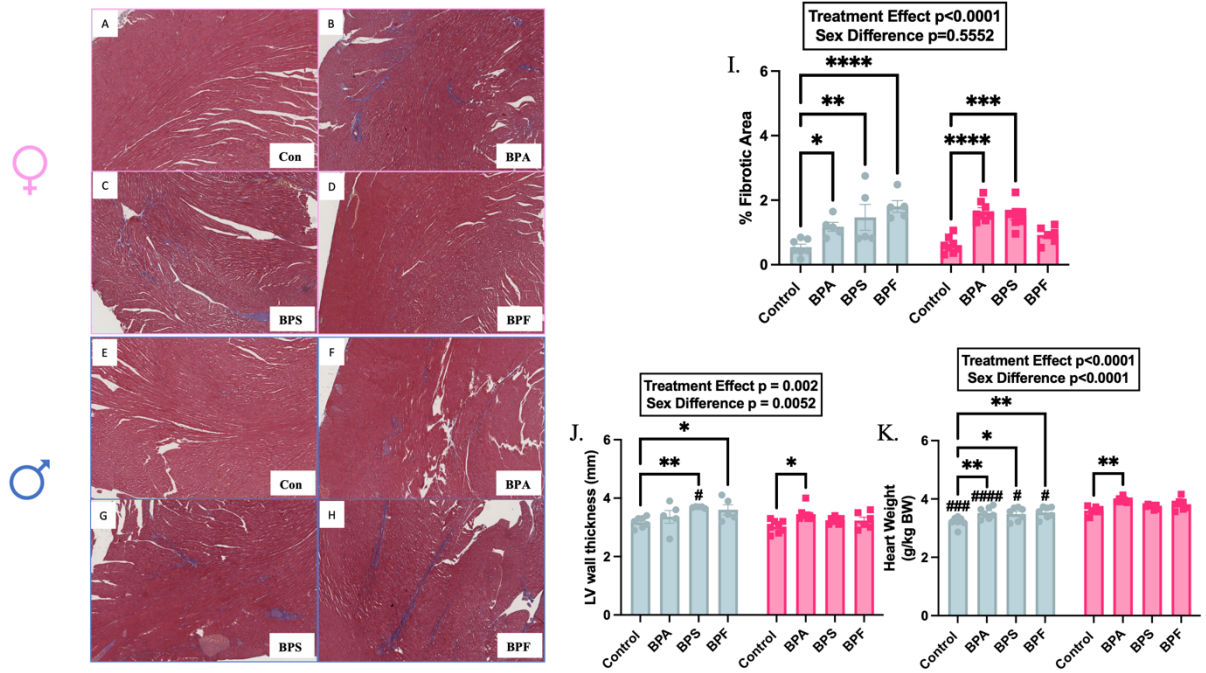 A
Con
B
BPA
C
BPS
D
BPF
E
Con
F
BPA
G
BPS
H
BPF
♀
♂
I.
Treatment Effect p<0.0001
Sex Difference p=0.5552
% Fibrotic Area
6
4
2
0
****
**
*
***
****
Control
BPA
BPS
BPF
Control
BPA
BPS
BPF
J.
Treatment Effect p = 0.002
Sex Difference p = 0.0052
LV wall thickness (mm)
6
4
2
0
*
**
#
*
Control
BPA
BPS
BPF
Control
BPA
BPS
BPF
K.
Treatment Effect p<0.0001
Sex Difference p<0.0001
Heart Weight
(g/kg BW)
6
4
2
0
**
*
**
**
###
####
#
#
Control
BPA
BPS
BPF
Control
BPA
BPS
BPF